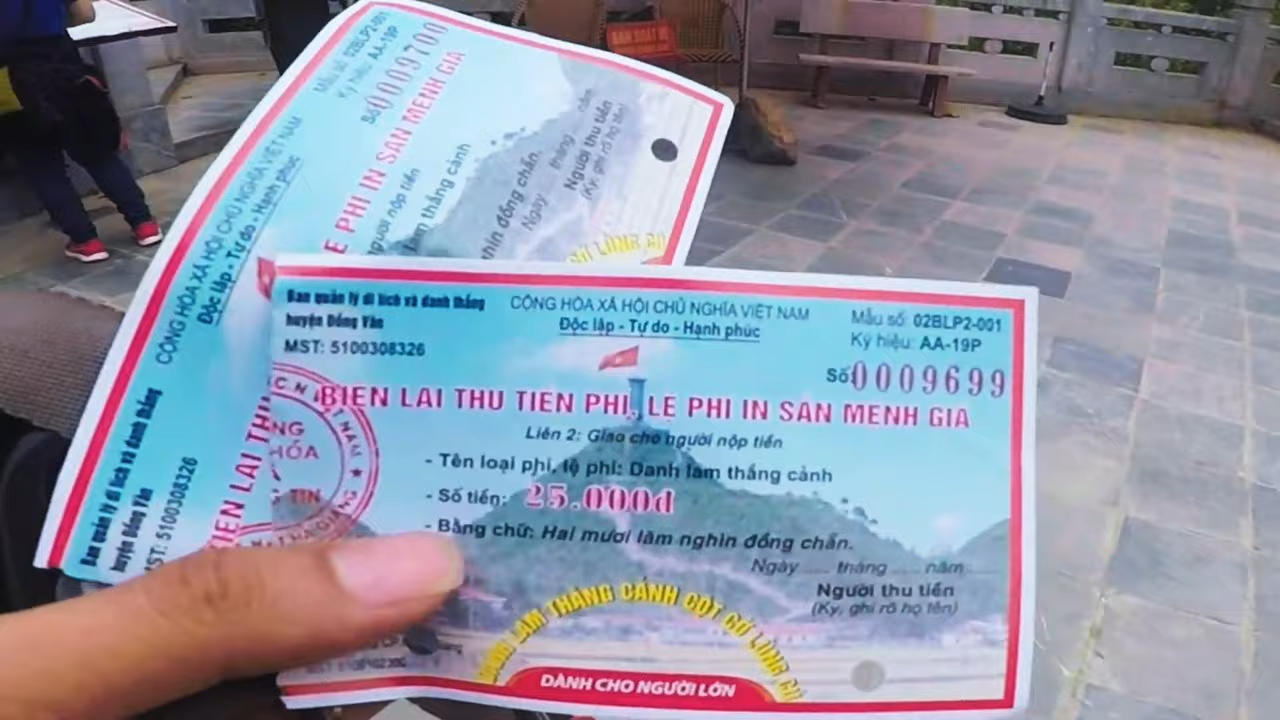 Ban quản lý di tích và danh thắng
huyện Đồng Văn
MST: 5100308326
CỘNG HÒA XÃ HỘI CHỦ NGHĨA VIỆT NAM
Độc lập - Tự do - Hạnh phúc
Mẫu số: 02BLP2-001
Ký hiệu: AA-19P
Số: 0009699
BIEN LAI THU TIEN PHI, LE PHI IN SAN MENH GIA
Liên 2: Giao cho người nộp tiền
- Tên loại phí, lệ phí: Danh lam thắng cảnh
- Số tiền: 25.000đ
- Bằng chữ: Hai mươi lăm nghìn đồng chẵn.
Ngày ..... tháng ..... năm .....
Người thu tiền
(Ký, ghi rõ họ tên)
LAM THẮNG CẢNH CỘT CỜ LŨNG CÚ
DÀNH CHO NGƯỜI LỚN
Ban quản lý di tích và danh thắng
huyện Đồng Văn
MST: 5100308326
CỘNG HÒA XÃ HỘI CHỦ NGHĨA VIỆT NAM
Độc lập - Tự do - Hạnh phúc
Mẫu số: 02BLP2-001
Ký hiệu: AA-19P
Số 0009700
BIEN LAI THU
LE PHI IN SAN MENH GIA
người nộp tiền
thắng cảnh
nghìn đồng chẵn.
Ngày tháng năm
Người thu tiền
(Ký, ghi rõ họ tên)
CỜ LŨNG CÚ